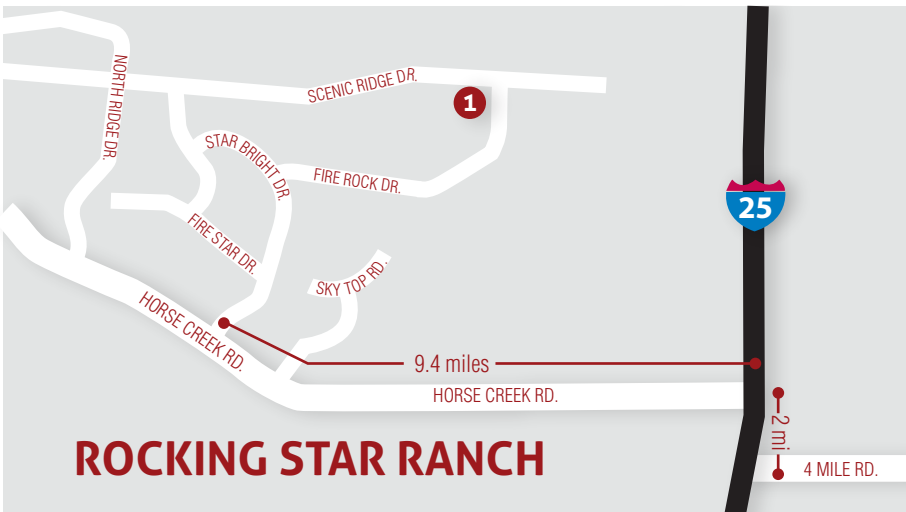 NORTH RIDGE DR.
SCENIC RIDGE DR.
1
STAR BRIGHT DR.
FIRE ROCK DR.
25
FIRE STAR DR.
SKY TOP RD.
HORSE CREEK RD.
9.4 miles
HORSE CREEK RD.
2 mi
ROCKING STAR RANCH
4 MILE RD.